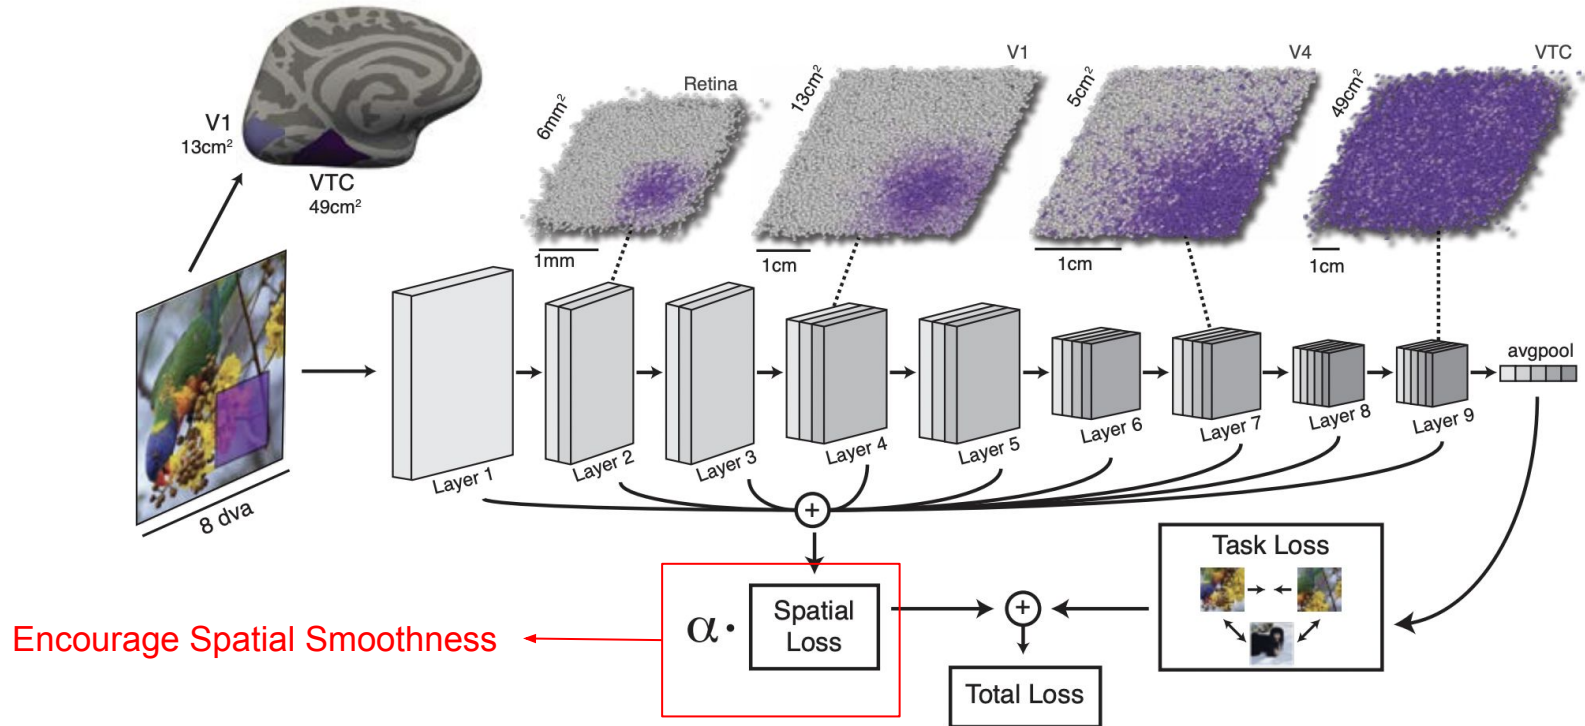 V1
13cm²
VTC
49cm²
Retina
6mm²
1mm
V1
13cm²
1cm
V4
5cm²
1cm
VTC
49cm²
1cm
8 dva
Layer 1
Layer 2
Layer 3
Layer 4
Layer 5
Layer 6
Layer 7
Layer 8
Layer 9
avgpool
+
α· Spatial
Loss
+
Total Loss
Task Loss
Encourage Spatial Smoothness